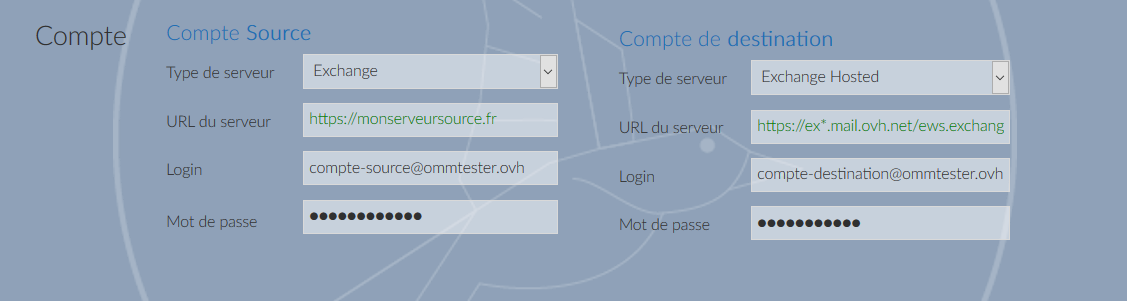 Compte
Compte Source
Type de serveur Exchange
URL du serveur https://monserveursource.fr
Login compte-source@ommtester.ovh
Mot de passe ●●●●●●●●●●●●
Compte de destination
Type de serveur Exchange Hosted
URL du serveur https://ex*.mail.ovh.net/ews.exchang
Login compte-destination@ommtester.ovh
Mot de passe ●●●●●●●●●●●